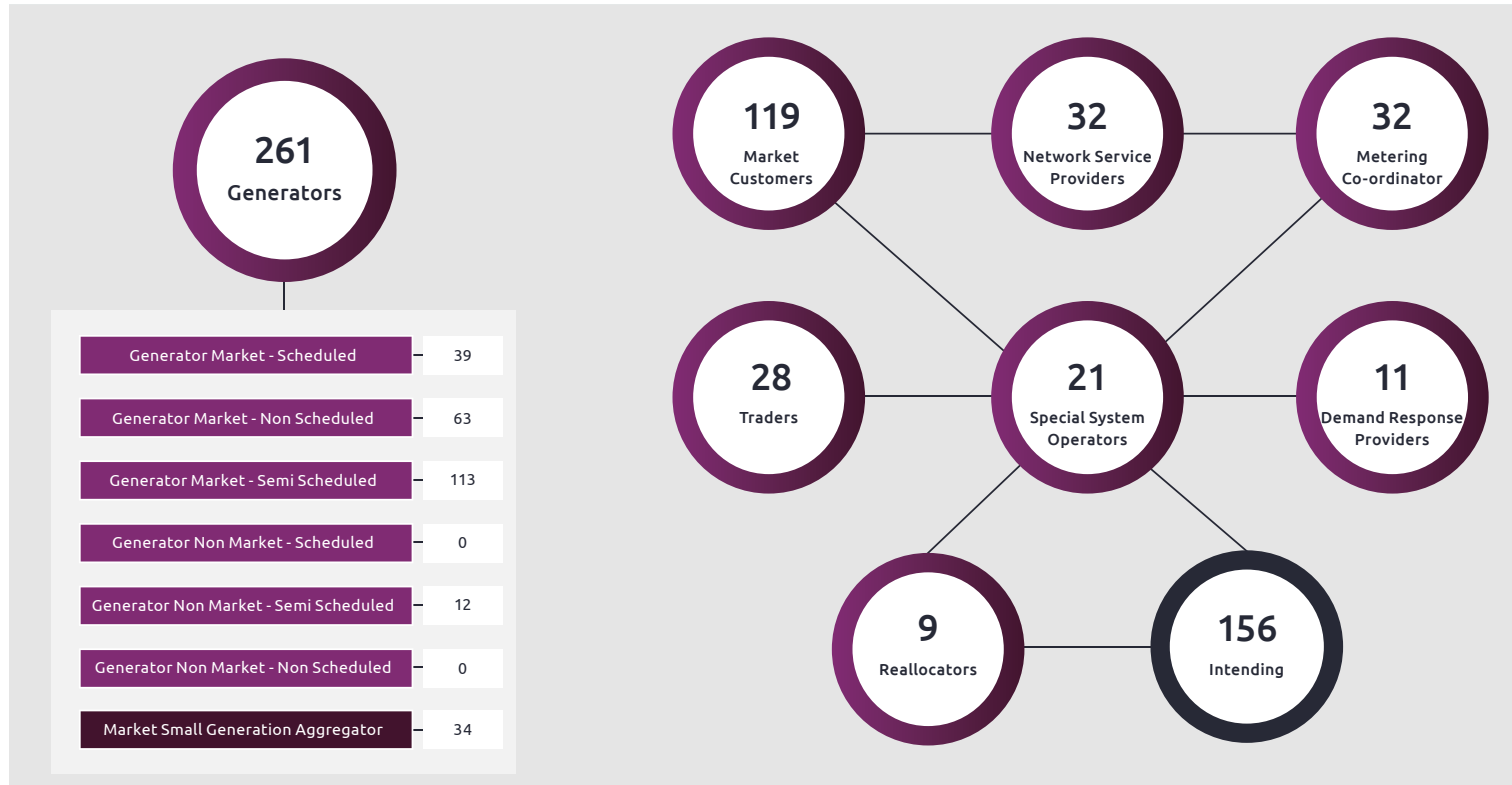 261
Generators
Generator Market - Scheduled
39
Generator Market - Non Scheduled
63
Generator Market - Semi Scheduled
113
Generator Non Market - Scheduled
0
Generator Non Market - Semi Scheduled
12
Generator Non Market - Non Scheduled
0
Market Small Generation Aggregator
34
119
Market
Customers
32
Network Service
Providers
32
Metering
Co-ordinator
28
Traders
21
Special System
Operators
11
Demand Response
Providers
9
Reallocators
156
Intending